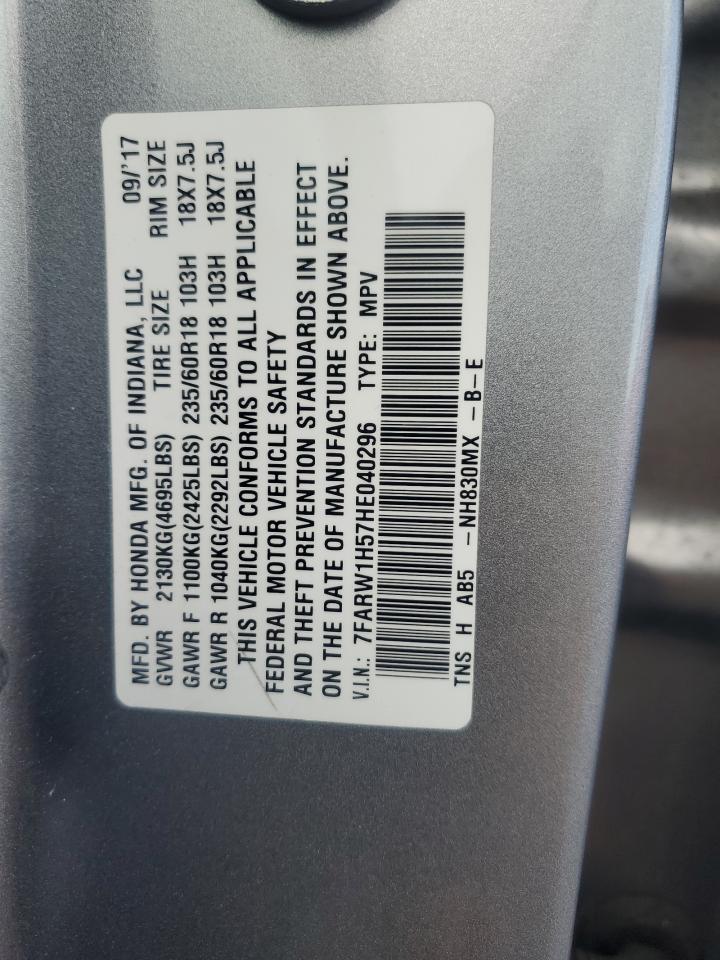 MFD. BY HONDA MFG. OF INDIANA, LLC 09/'17
GVWR 2130KG(4695LBS) TIRE SIZE RIM SIZE
GAWR F 1100KG(2425LBS) 235/60R18 103H 18X7.5J
GAWR R 1040KG(2292LBS) 235/60R18 103H 18X7.5J
THIS VEHICLE CONFORMS TO ALL APPLICABLE
FEDERAL MOTOR VEHICLE SAFETY
AND THEFT PREVENTION STANDARDS IN EFFECT
ON THE DATE OF MANUFACTURE SHOWN ABOVE.
V.I.N.: 7FARW1H57HE040296 TYPE: MPV
TNS H AB5 -NH830MX -B-E